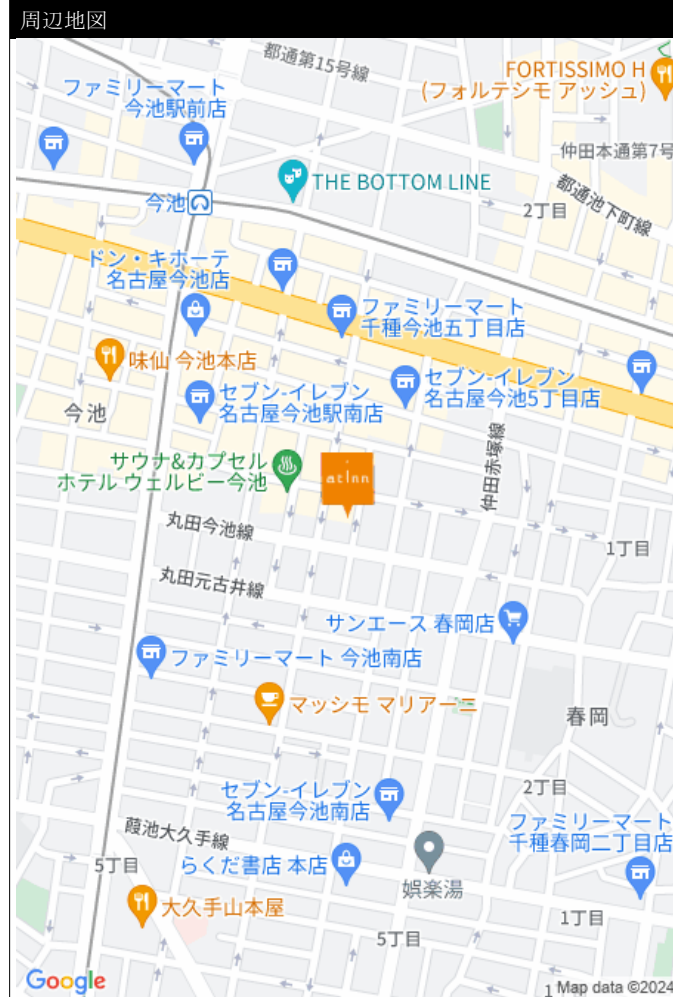 周辺地図
都通第15号線
FORTISSIMO H
(フォルテシモ アッシュ)
ファミリーマート
今池駅前店
仲田本通第7号
THE BOTTOM LINE
都通池下町線
今池
2丁目
ドン・キホーテ
名古屋今池店
ファミリーマート
千種今池五丁目店
味仙 今池本店
セブン-イレブン
名古屋今池駅南店
セブン-イレブン
名古屋今池5丁目店
今池
仲田赤塚線
サウナ&カプセル
ホテル ウェルビー今池
atinn
丸田今池線
1丁目
丸田元古井線
サンエース 春岡店
ファミリーマート 今池南店
マッシモ マリアーニ
春岡
セブン-イレブン
名古屋今池南店
2丁目
葭池大久手線
ファミリーマート
千種春岡二丁目店
らくだ書店 本店
5丁目
娯楽湯
大久手山本屋
1丁目
5丁目
Google
1
Map data ©2024